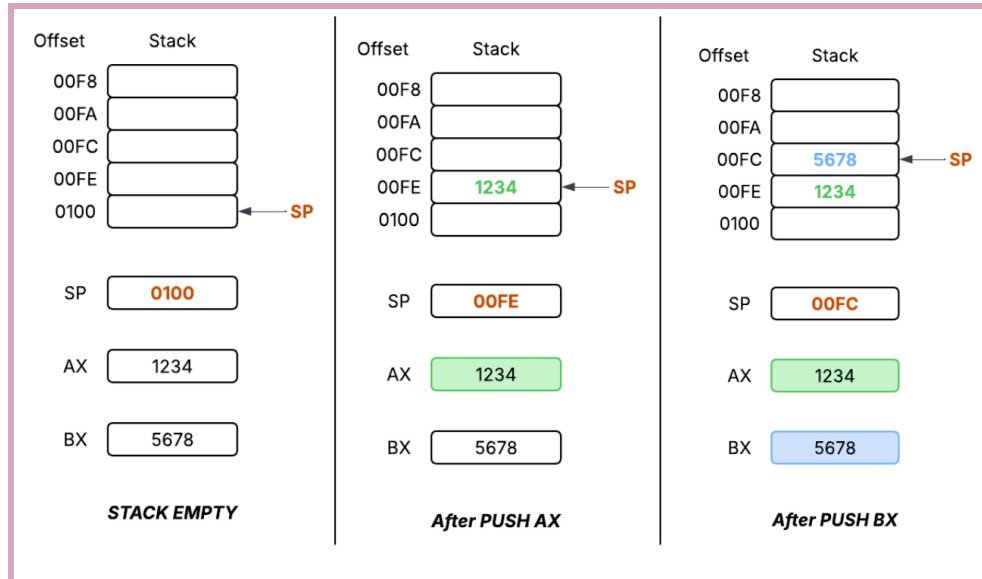 Offset Stack
00F8
00FA
00FC
00FE
0100 SP
SP 0100
AX 1234
BX 5678
STACK EMPTY
Offset Stack
00F8
00FA
00FC
00FE 1234 SP
0100
SP 00FE
AX 1234
BX 5678
After PUSH AX
Offset Stack
00F8
00FA
00FC 5678 SP
00FE 1234
0100
SP 00FC
AX 1234
BX 5678
After PUSH BX